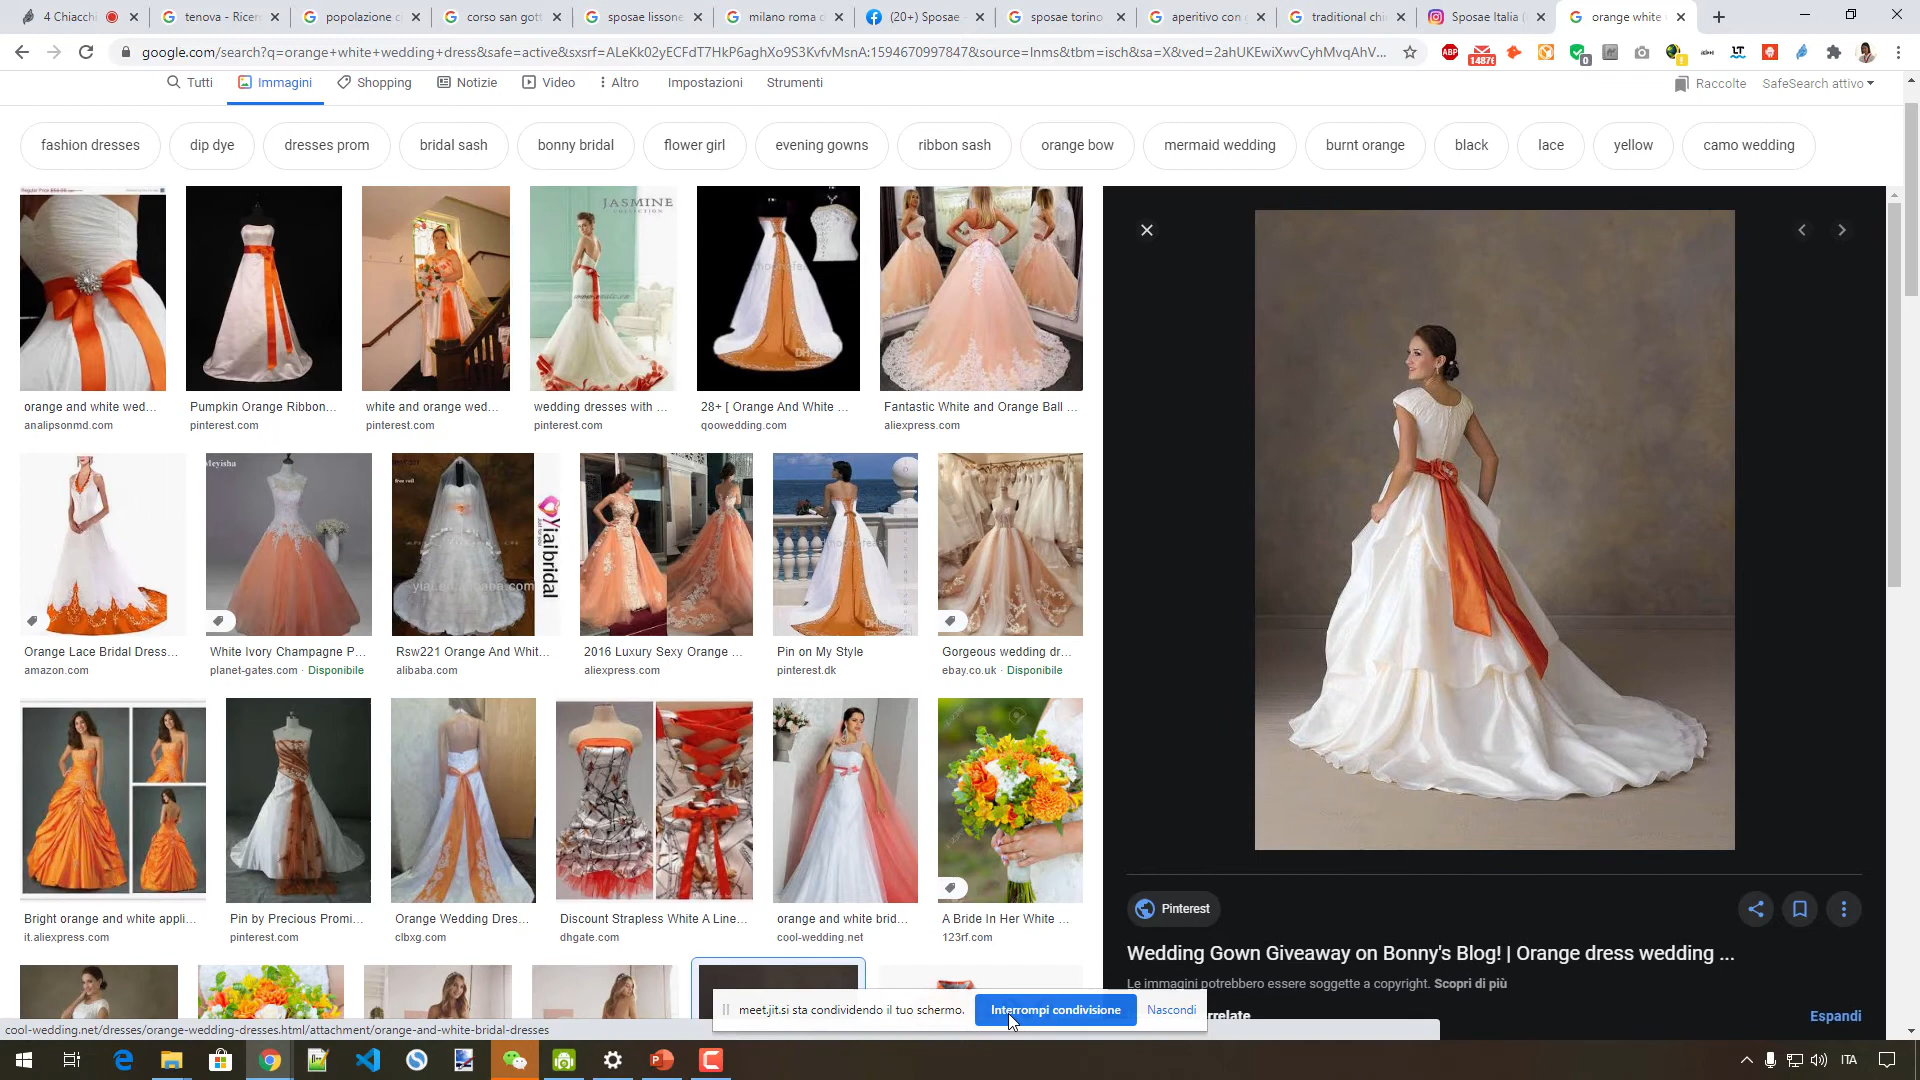 4 Chiacchi
tenova - Ricer
popolazione c
corso san gott
sposae lissone
milano roma
(20+) Sposae
sposae torino
aperitivo con
traditional chi
Sposae Italia (
orange white
google.com/search?q=orange+white+wedding+dress&safe=active&sxsrf=ALeKk02yECFdT7HkP6aghXo9S3KvfvMsnA:1594670997847&source=lnms&tbm=isch&sa=X&ved=2ahUKEwiXwvCyhMvqAhV...
ABP
14876
0
Tutti
Immagini
Shopping
Notizie
Video
Altro
Impostazioni
Strumenti
Raccolte
SafeSearch attivo
fashion dresses
dip dye
dresses prom
bridal sash
bonny bridal
flower girl
evening gowns
ribbon sash
orange bow
mermaid wedding
burnt orange
black
lace
yellow
camo wedding
JASMINE
COLLECTION
orange and white wed...
analipsonmd.com
Pumpkin Orange Ribbon...
pinterest.com
white and orange wed...
pinterest.com
wedding dresses with ...
pinterest.com
28+ [ Orange And White ...
qoowedding.com
Fantastic White and Orange Ball ...
aliexpress.com
Meyisha
Yiaibridal
Orange Lace Bridal Dress...
amazon.com
White Ivory Champagne P...
planet-gates.com · Disponibile
Rsw221 Orange And Whit...
alibaba.com
2016 Luxury Sexy Orange ...
aliexpress.com
Pin on My Style
pinterest.dk
Gorgeous wedding dr...
ebay.co.uk · Disponibile
Bright orange and white appli...
it.aliexpress.com
Pin by Precious Promi...
pinterest.com
Orange Wedding Dres...
clbxg.com
Discount Strapless White A Line...
dhgate.com
orange and white brid...
cool-wedding.net
A Bride In Her White ...
123rf.com
Pinterest
Wedding Gown Giveaway on Bonny's Blog! | Orange dress wedding ...
Le immagini potrebbero essere soggette a copyright. Scopri di più
rrelate
Espandi
meet.jit.si sta condividendo il tuo schermo.
Interrompi condivisione
Nascondi
cool-wedding.net/dresses/orange-wedding-dresses.html/attachment/orange-and-white-bridal-dresses
ITA